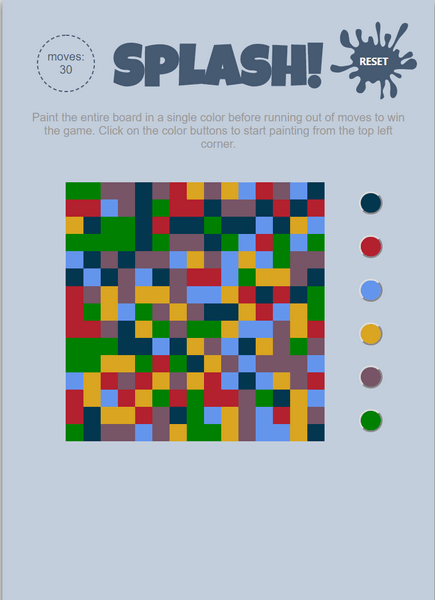 moves:
30
SPLASH!
RESET
Paint the entire board in a single color before running out of moves to win
the game. Click on the color buttons to start painting from the top left
corner.